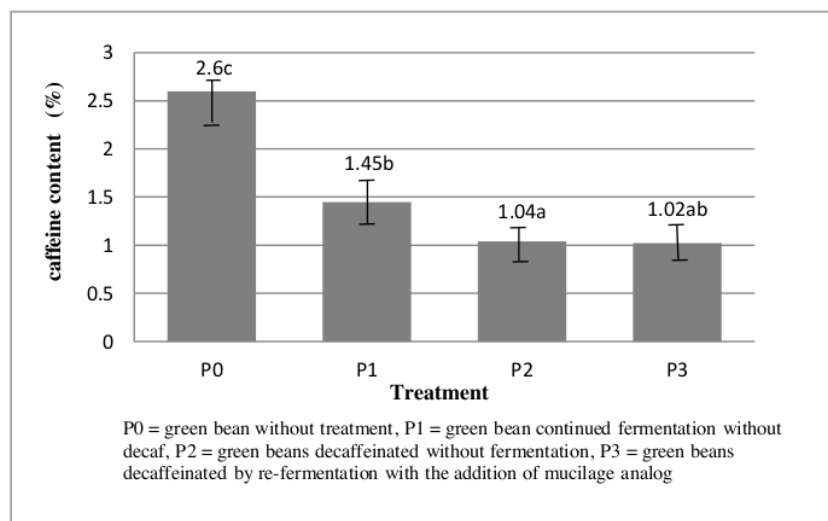 3
2.5
2
1.5
1
0.5
0
caffeine content (%)
2.6c
1.45b
1.04a
1.02ab
P0 P1 P2 P3
Treatment
P0 = green bean without treatment, P1 = green bean continued fermentation without
decaf, P2 = green beans decaffeinated without fermentation, P3 = green beans
decaffeinated by re-fermentation with the addition of mucilage analog